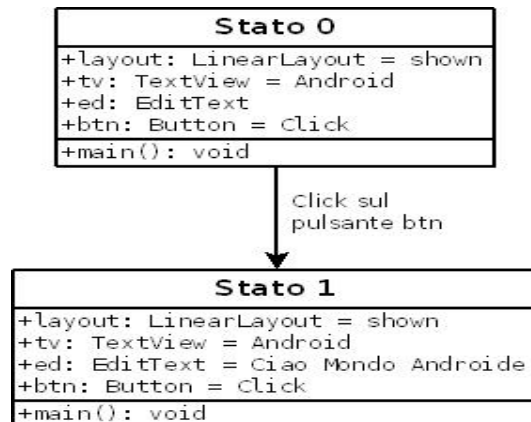 Stato 0
+layout: LinearLayout = shown
+tv: TextView = Android
+ed: EditText
+btn: Button = Click
+main(): void
Click sul
pulsante btn
Stato 1
+layout: LinearLayout = shown
+tv: TextView = Android
+ed: EditText = Ciao Mondo Androide
+btn: Button = Click
+main(): void